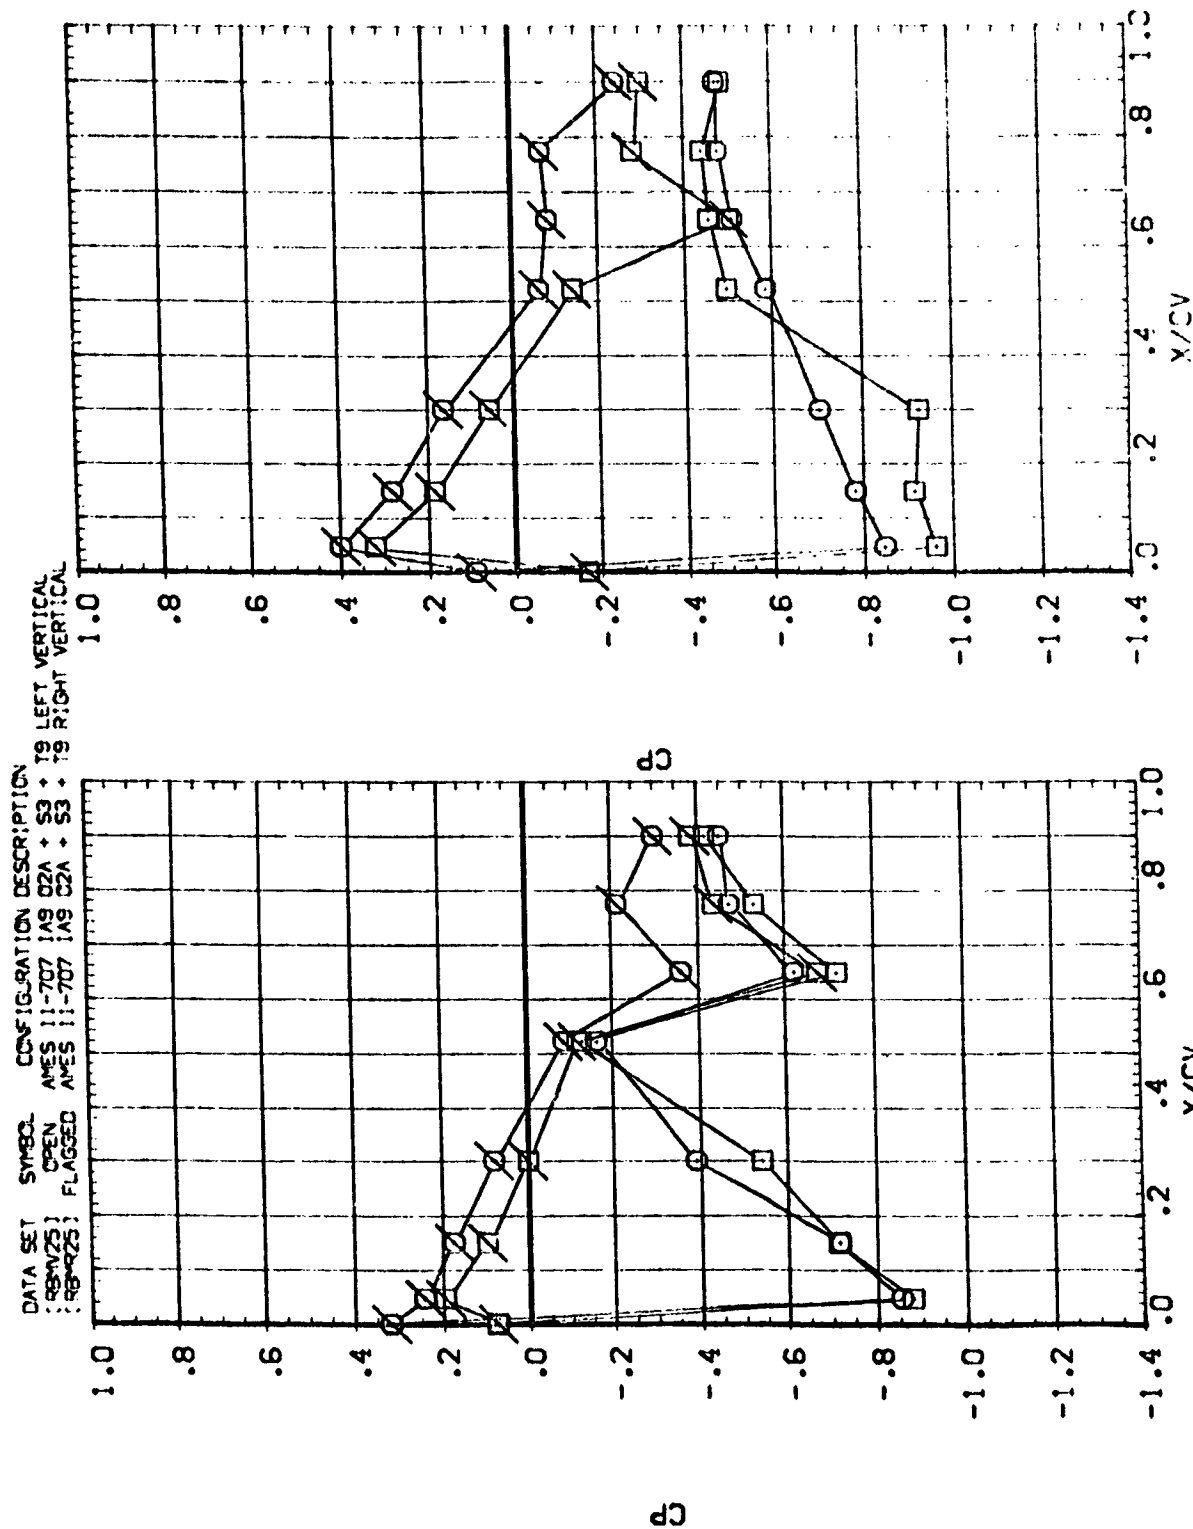 DATA SET SYMBOL CONFIGURATION DESCRIPTION
[RBMV25] OPEN AMES 11-707 IA9 O2A + S3 + T9 LEFT VERTICAL
FLAGGED AMES 11-707 IA9 O2A + S3 + T9 RIGHT VERTICAL
CP
1.0
.8
.6
.4
.2
.0
-.2
-.4
-.6
-.8
-1.0
-1.2
-1.4
.0 .2 .4 .6 .8 1.0
X/CV
CP
1.0
.8
.6
.4
.2
.0
-.2
-.4
-.6
-.8
-1.0
-1.2
-1.4
.0 .2 .4 .6 .8 1.0
X/CV